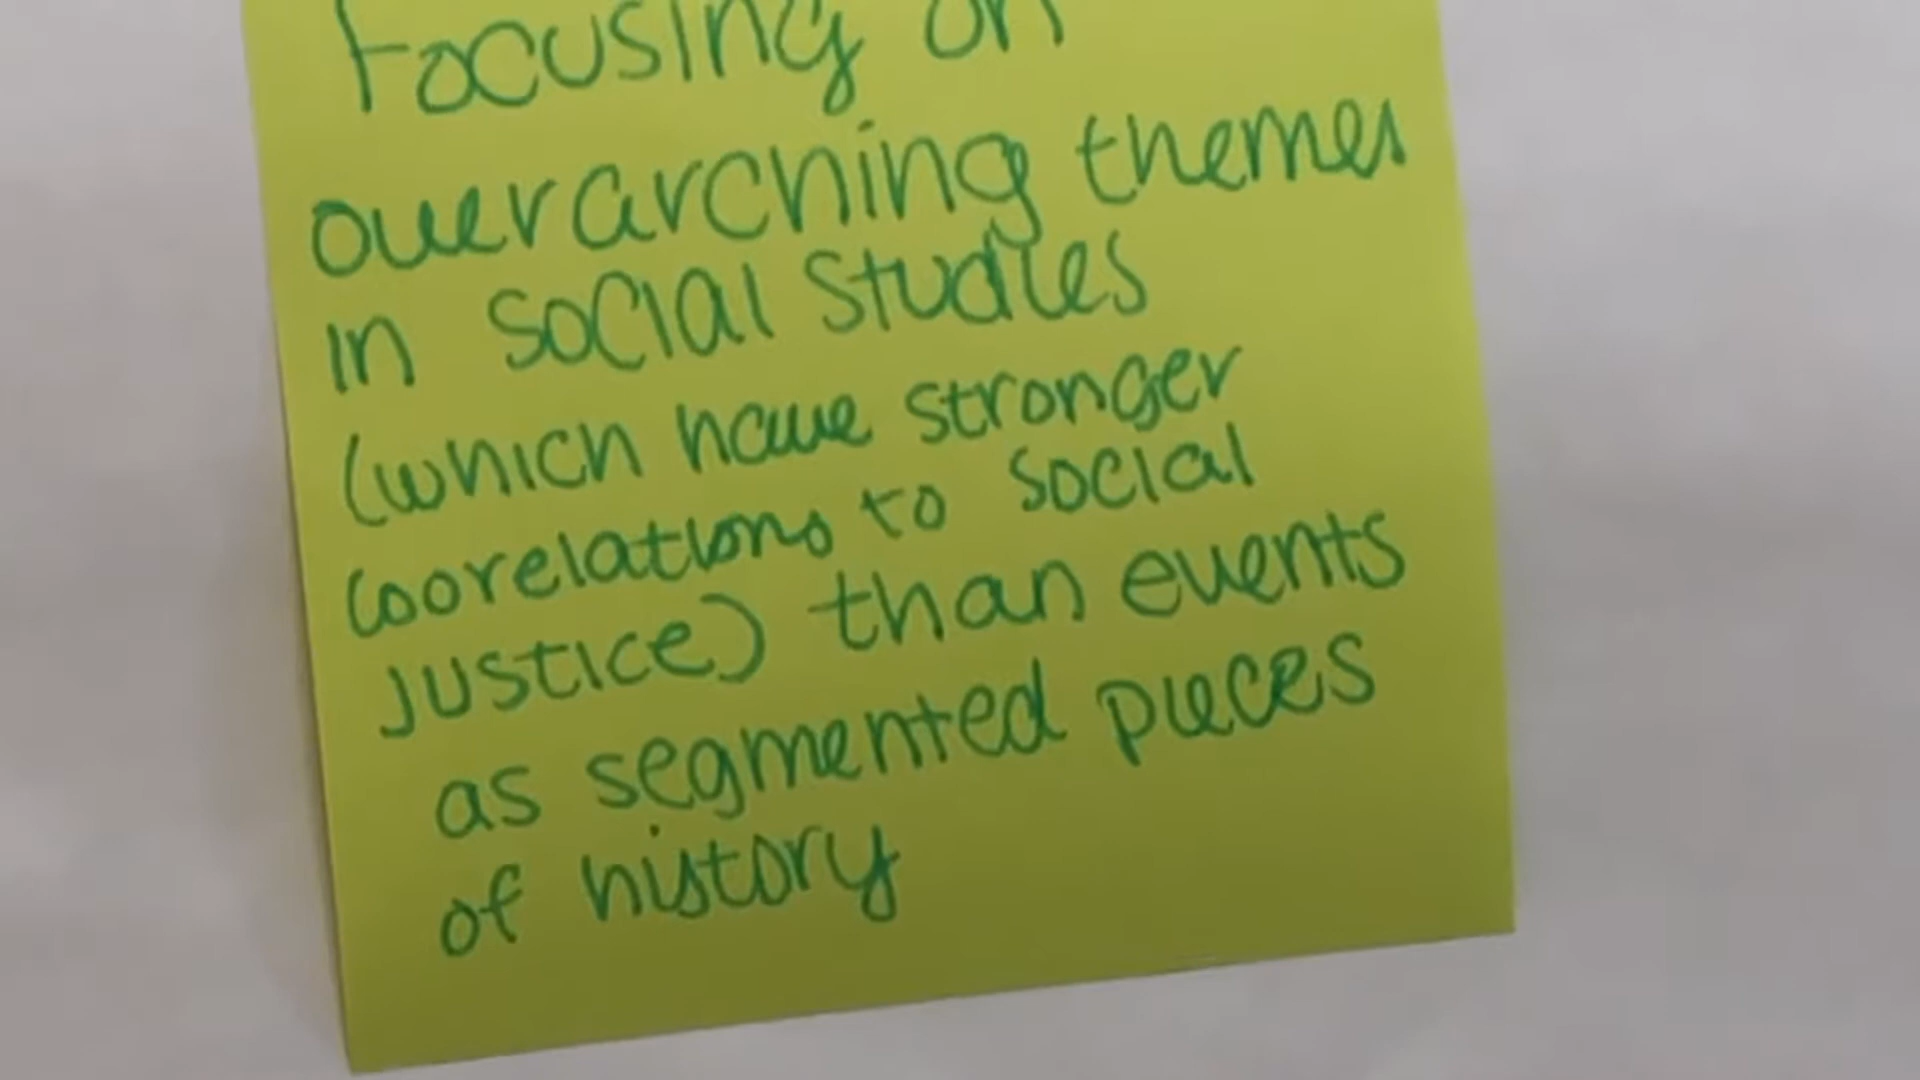 Focusing on
overarching themes
in social studies
(which have stronger
coorelations to social
justice) than events
as segmented pieces
of history